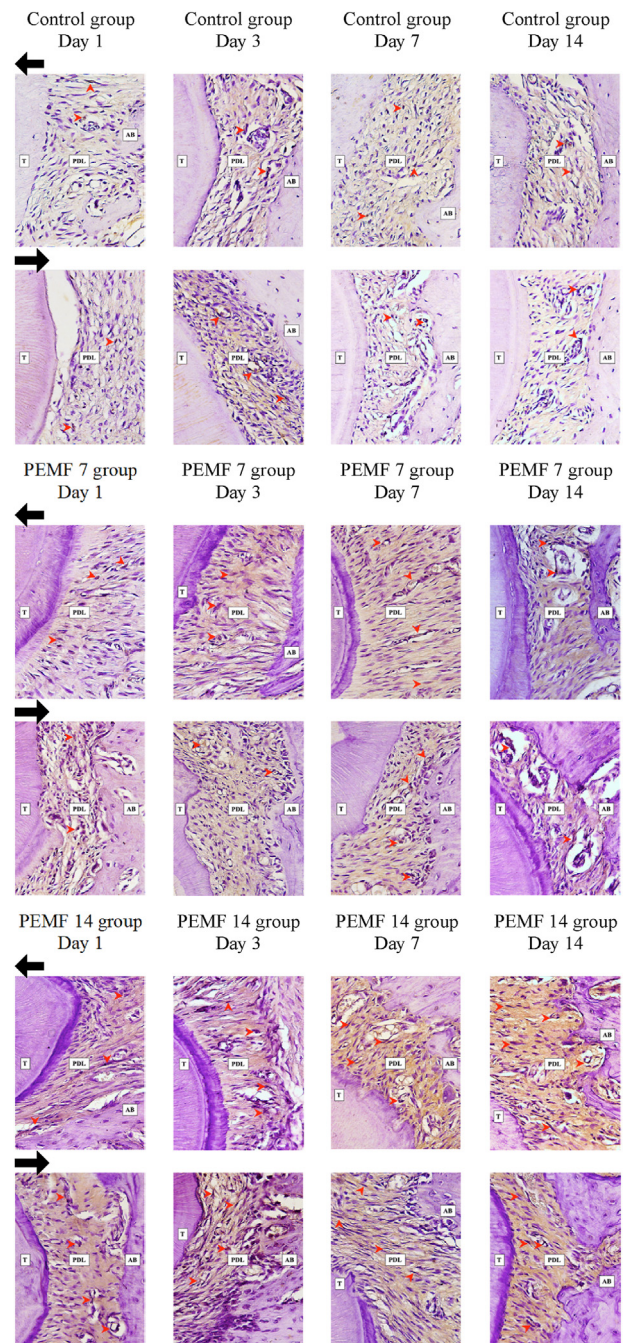 Control group Control group Control group Control group
Day 1 Day 3 Day 7 Day 14
T PDL AB T PDL AB T PDL AB T PDL AB
T PDL T PDL AB T PDL AB T PDL AB
PEMF 7 group PEMF 7 group PEMF 7 group PEMF 7 group
Day 1 Day 3 Day 7 Day 14
T PDL T PDL AB T PDL T PDL AB
T PDL AB T PDL AB T PDL AB T PDL AB
PEMF 14 group PEMF 14 group PEMF 14 group PEMF 14 group
Day 1 Day 3 Day 7 Day 14
T PDL AB T PDL T PDL AB T PDL AB
T PDL AB T PDL AB T PDL AB T PDL AB